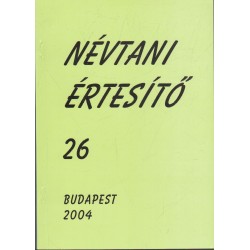 NÉVTANI
ÉRTESÍTŐ
26
BUDAPEST
2004